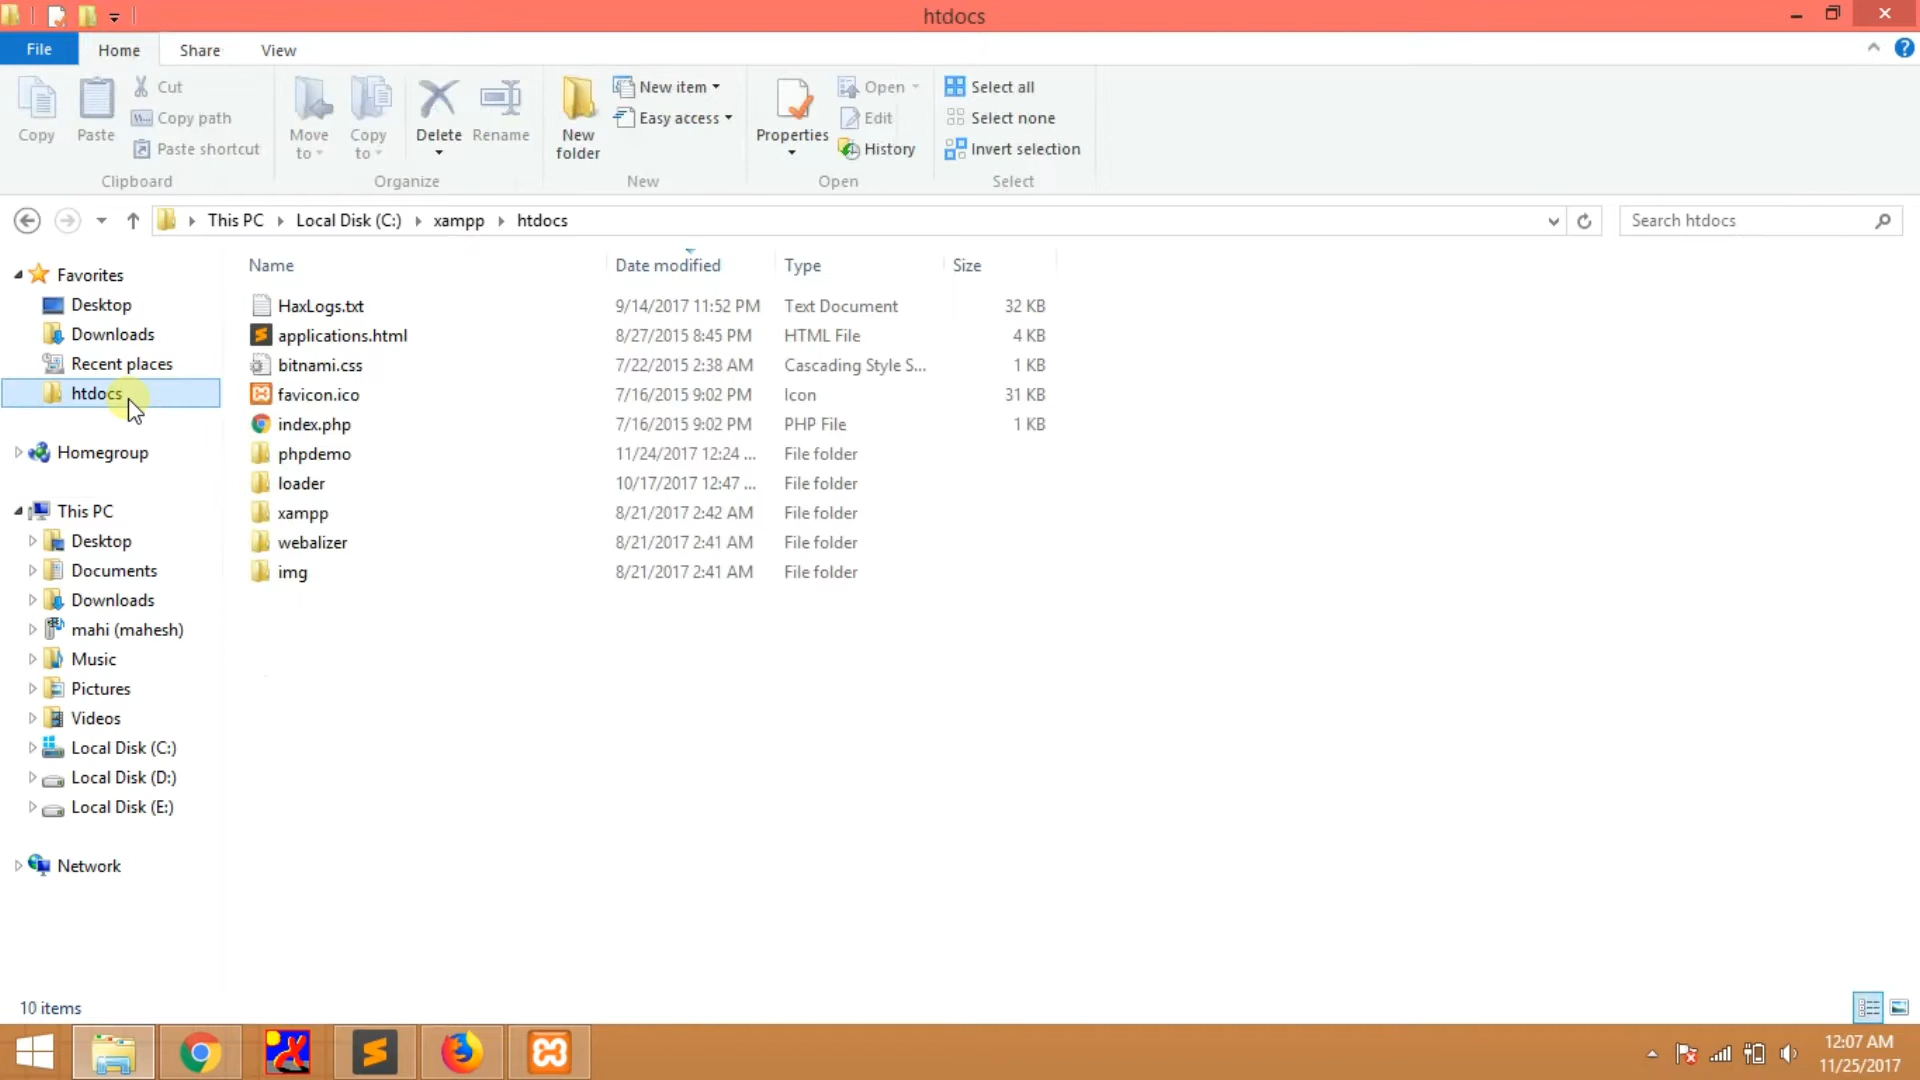 htdocs
File Home Share View
Copy
Paste
Cut
Copy path
Paste shortcut
Clipboard
Move to
Copy to
Delete
Rename
Organize
New folder
New item
Easy access
New
Properties
Open
Edit
History
Open
Select all
Select none
Invert selection
Select
This PC Local Disk (C:) xampp htdocs
Search htdocs
Favorites
Desktop
Downloads
Recent places
htdocs
Homegroup
This PC
Desktop
Documents
Downloads
mahi (mahesh)
Music
Pictures
Videos
Local Disk (C:)
Local Disk (D:)
Local Disk (E:)
Network
Name Date modified Type Size
HaxLogs.txt 9/14/2017 11:52 PM Text Document 32 KB
applications.html 8/27/2015 8:45 PM HTML File 4 KB
bitnami.css 7/22/2015 2:38 AM Cascading Style S... 1 KB
favicon.ico 7/16/2015 9:02 PM Icon 31 KB
index.php 7/16/2015 9:02 PM PHP File 1 KB
phpdemo 11/24/2017 12:24 ... File folder
loader 10/17/2017 12:47 ... File folder
xampp 8/21/2017 2:42 AM File folder
webalizer 8/21/2017 2:41 AM File folder
img 8/21/2017 2:41 AM File folder
10 items
12:07 AM
11/25/2017